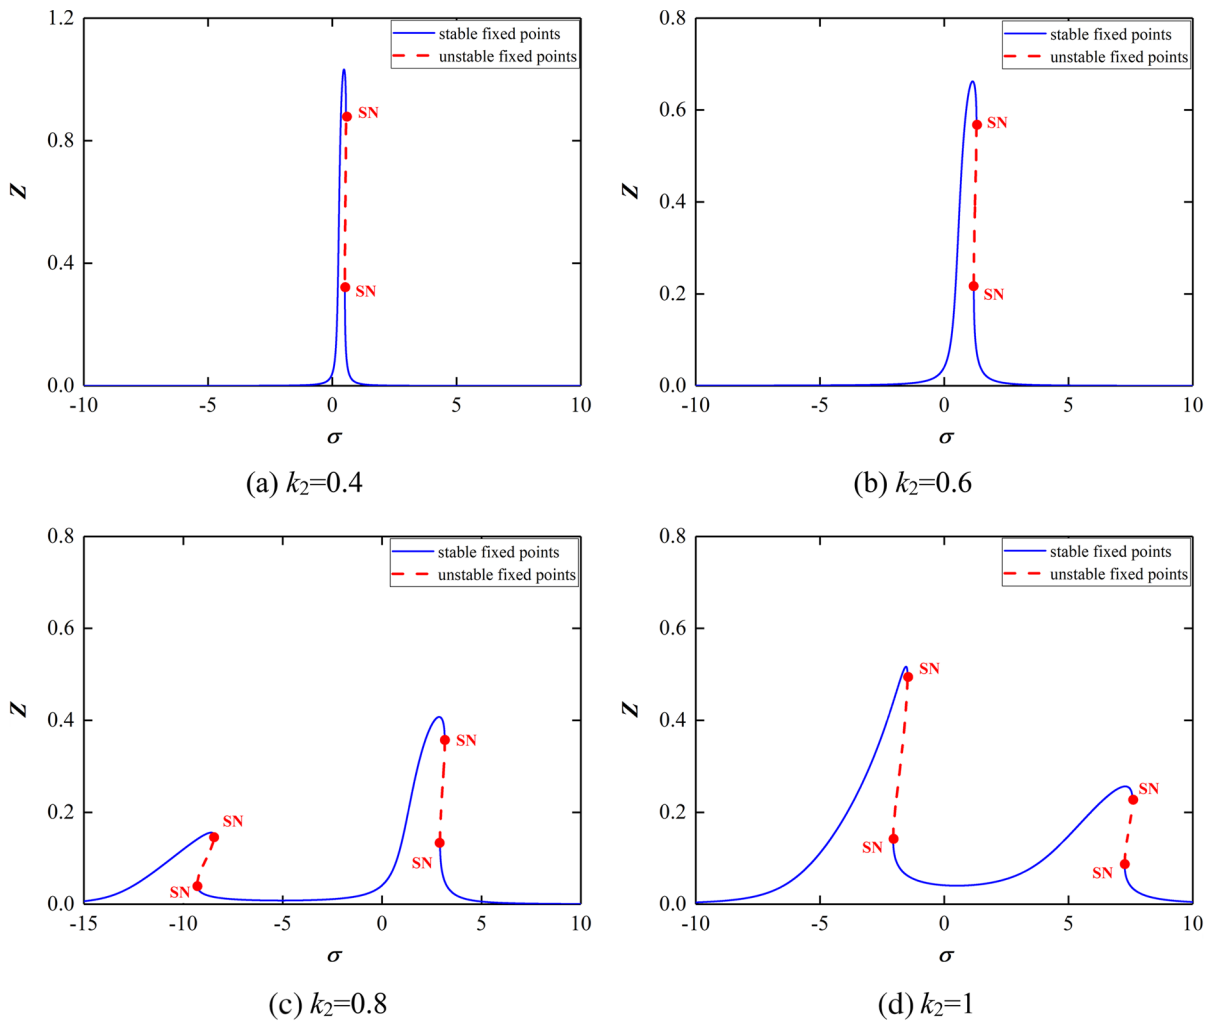 1.2
0.8
0.4
0.0
Z
-10
-5
0
5
10
σ
stable fixed points
unstable fixed points
SN
SN
(a) k₂=0.4
0.8
0.6
0.4
0.2
0.0
Z
-10
-5
0
5
10
σ
stable fixed points
unstable fixed points
SN
SN
(b) k₂=0.6
0.8
0.6
0.4
0.2
0.0
Z
-15
-10
-5
0
5
10
σ
stable fixed points
unstable fixed points
SN
SN
SN
SN
(c) k₂=0.8
0.8
0.6
0.4
0.2
0.0
Z
-10
-5
0
5
10
σ
stable fixed points
unstable fixed points
SN
SN
SN
SN
(d) k₂=1